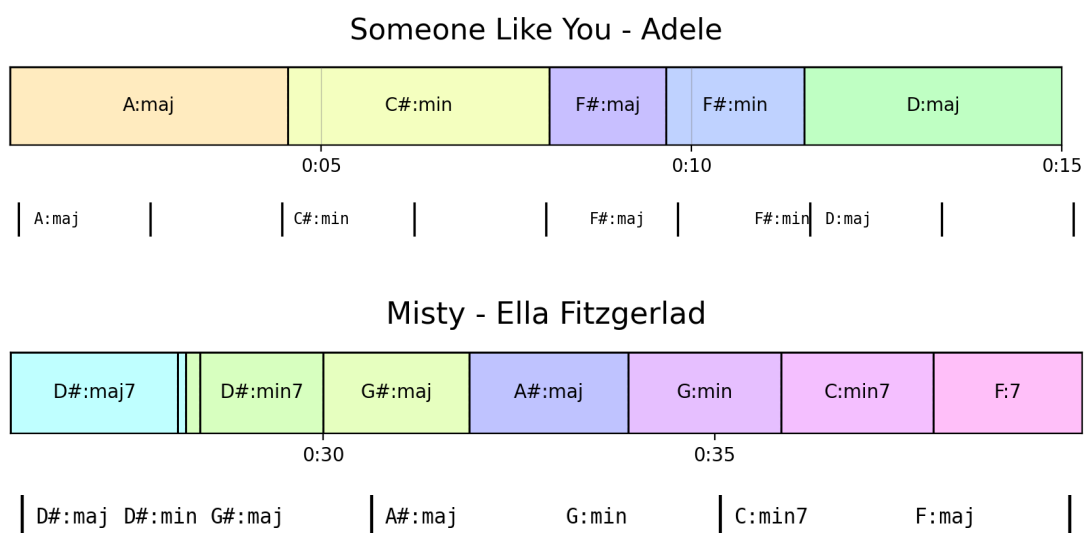 Someone Like You - Adele
A:maj C#:min F#:maj F#:min D:maj
0:05 0:10 0:15
A:maj C#:min F#:maj F#:min D:maj
Misty - Ella Fitzgerlad
D#:maj7 D#:min7 G#:maj A#:maj G:min C:min7 F:7
0:30 0:35
D#:maj D#:min G#:maj A#:maj G:min C:min7 F:maj